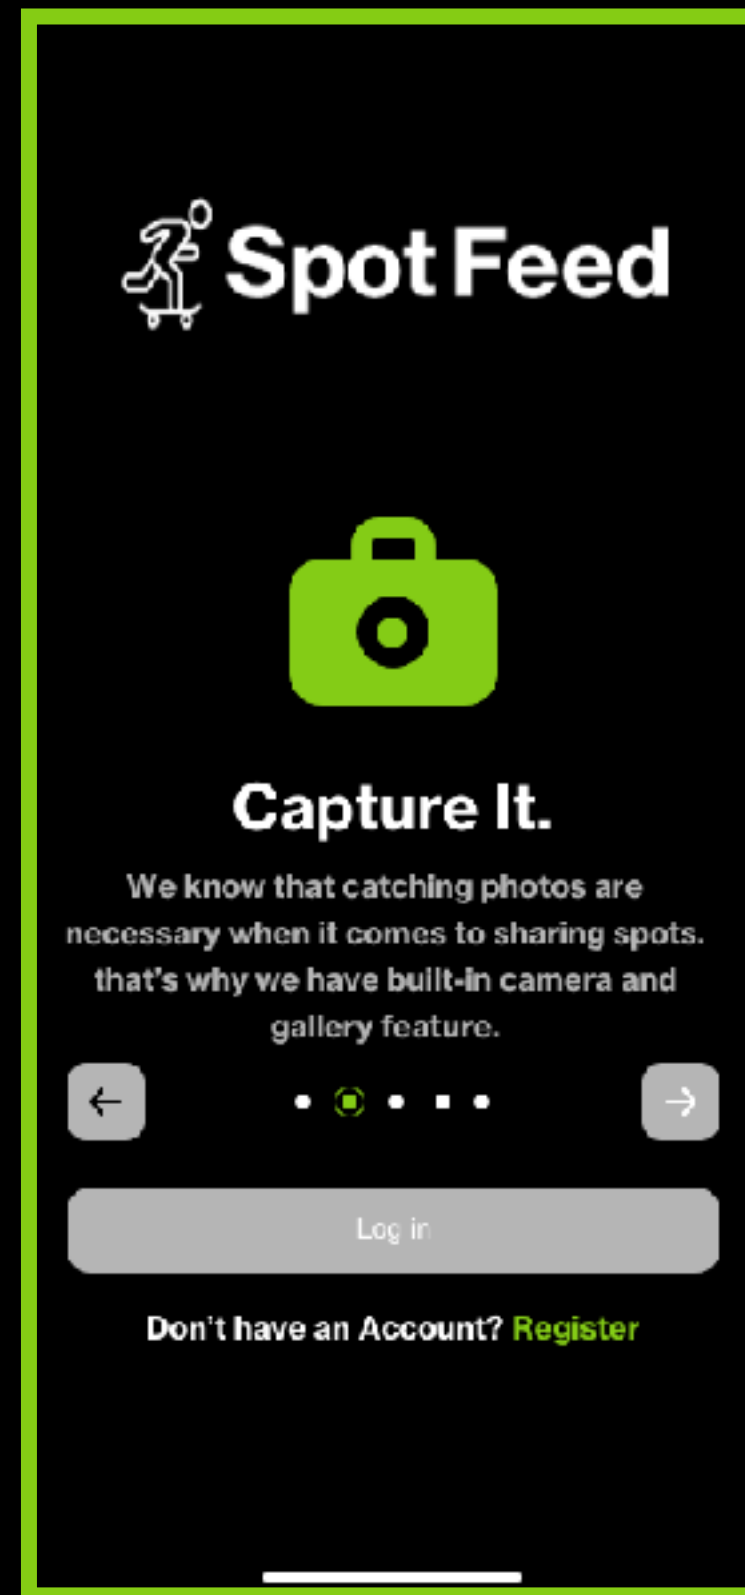 Spot Feed
Capture It.
We know that catching photos are
necessary when it comes to sharing spots.
that's why we have built-in camera and
gallery feature.
Log in
Don't have an Account? Register